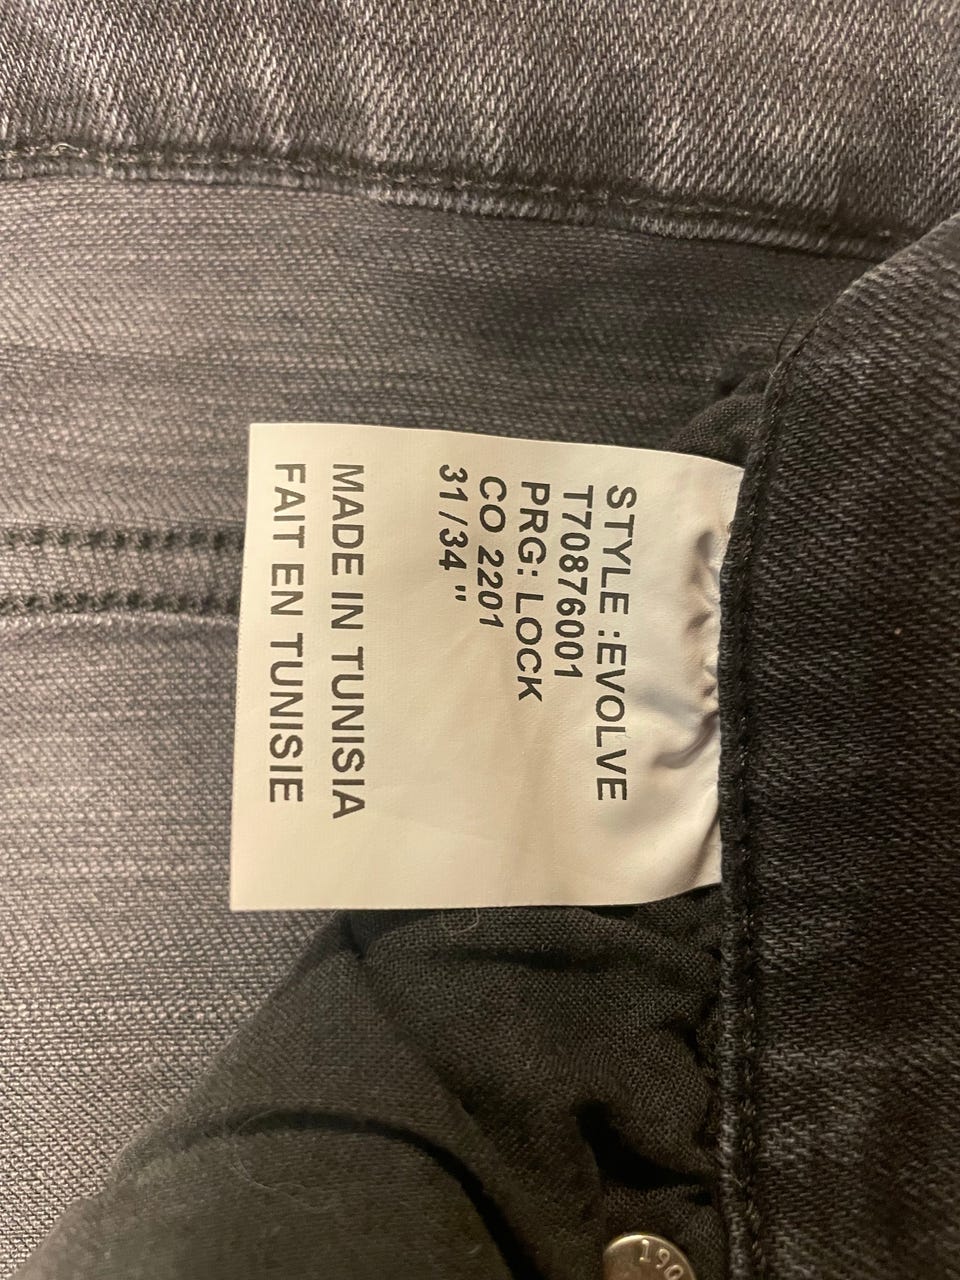 STYLE :EVOLVE
T70876001
PRG: LOCK
CO 2201
31 /34 "
MADE IN TUNISIA
FAIT EN TUNISIE